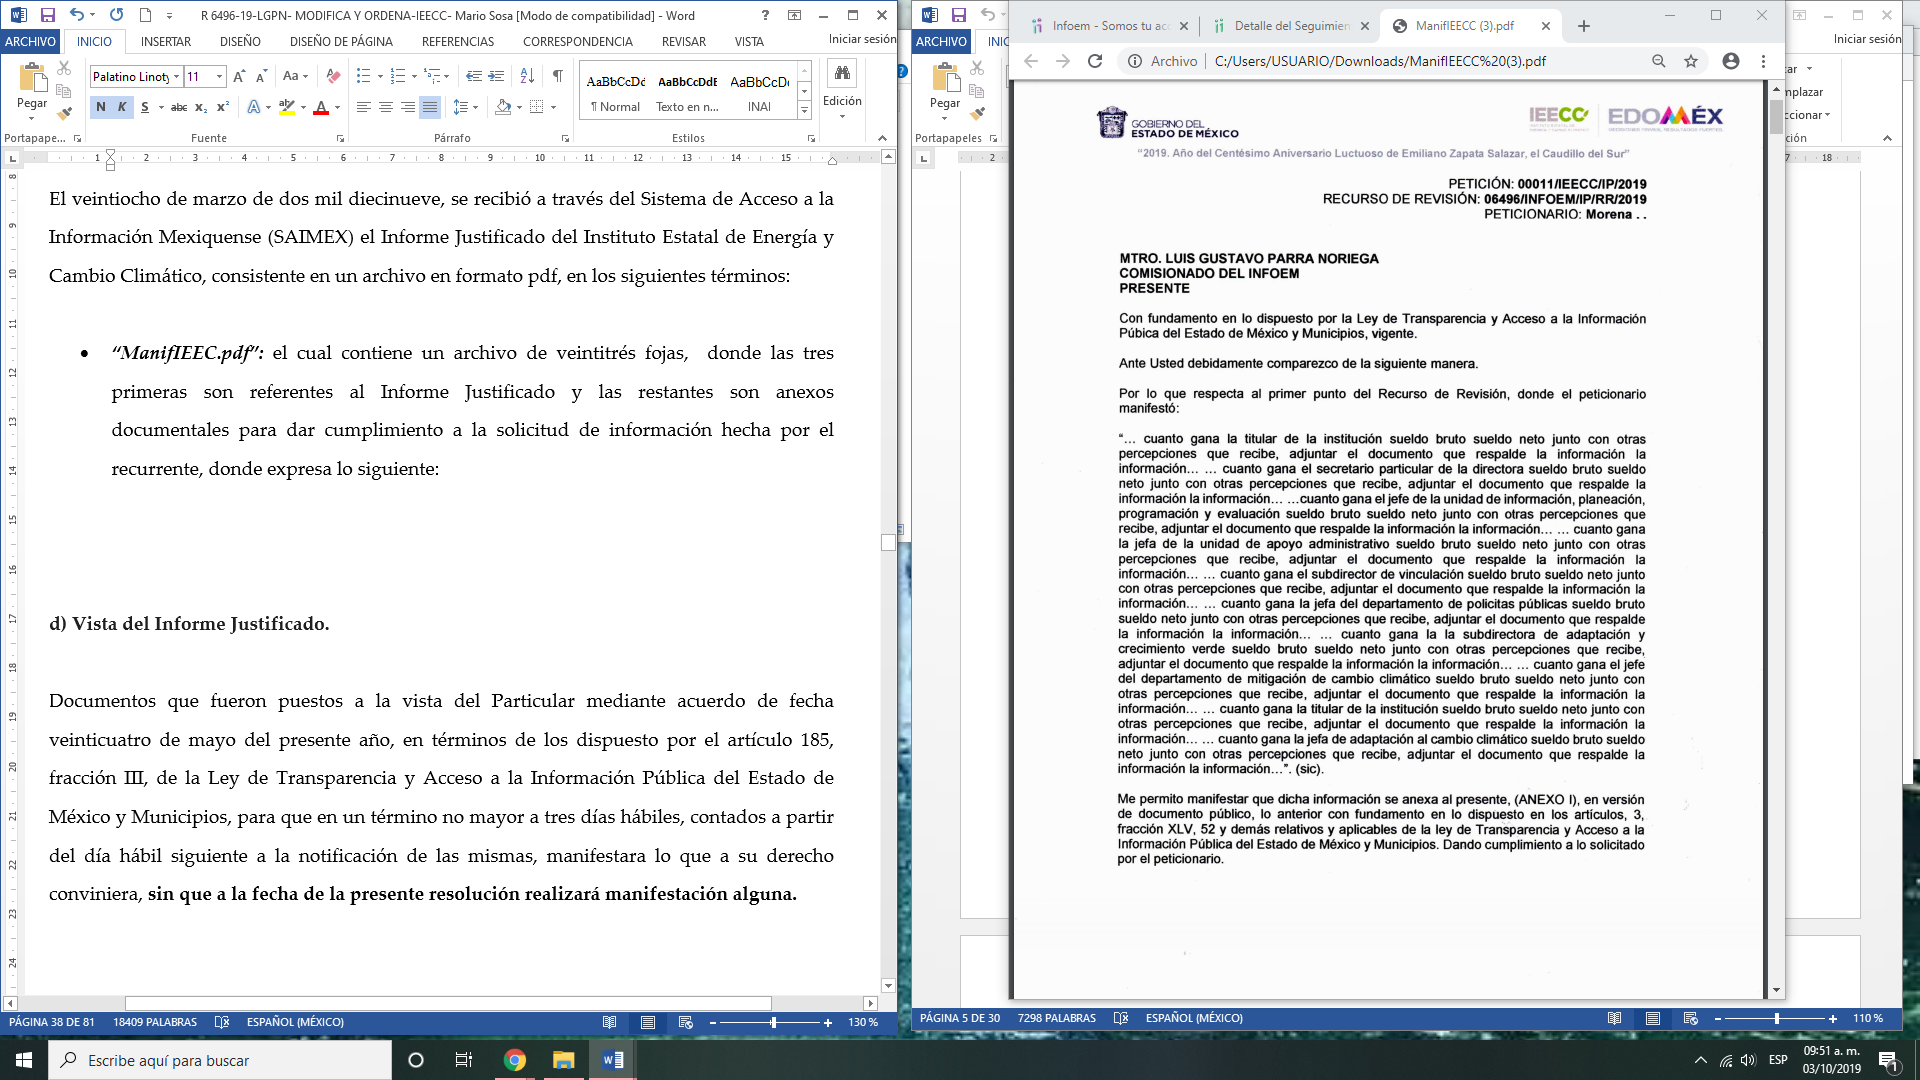 R 6496-19-LGPN- MODIFICA Y ORDENA-IEECC- Mario Sosa [Modo de compatibilidad] - Word
ARCHIVO INICIO INSERTAR DISEÑO DISEÑO DE PÁGINA REFERENCIAS CORRESPONDENCIA REVISAR VISTA Iniciar sesión
Palatino Linoty 11
Pegar
AaBbCcDd AaBbCcDdE AaBbCcDd
¶ Normal Texto en n... INAI
Edición
Portapape... Fuente Párrafo Estilos
El veintiocho de marzo de dos mil diecinueve, se recibió a través del Sistema de Acceso a la
Información Mexiquense (SAIMEX) el Informe Justificado del Instituto Estatal de Energía y
Cambio Climático, consistente en un archivo en formato pdf, en los siguientes términos:
• “ManifIEEC.pdf”: el cual contiene un archivo de veintitrés fojas, donde las tres
primeras son referentes al Informe Justificado y las restantes son anexos
documentales para dar cumplimiento a la solicitud de información hecha por el
recurrente, donde expresa lo siguiente:
d) Vista del Informe Justificado.
Documentos que fueron puestos a la vista del Particular mediante acuerdo de fecha
veinticuatro de mayo del presente año, en términos de los dispuesto por el artículo 185,
fracción III, de la Ley de Transparencia y Acceso a la Información Pública del Estado de
México y Municipios, para que en un término no mayor a tres días hábiles, contados a partir
del día hábil siguiente a la notificación de las mismas, manifestara lo que a su derecho
conviniera, sin que a la fecha de la presente resolución realizará manifestación alguna.
PÁGINA 38 DE 81 18409 PALABRAS ESPAÑOL (MÉXICO) 130 %
ARCHIVO INIC Iniciar sesión
Pegar
Portapapeles
Infoem - Somos tu acc Detalle del Seguimien ManifIEECC (3).pdf
Archivo C:/Users/USUARIO/Downloads/ManifIEECC%20(3).pdf
GOBIERNO DEL
ESTADO DE MÉXICO
IEECC EDOMÉX
“2019. Año del Centésimo Aniversario Luctuoso de Emiliano Zapata Salazar, el Caudillo del Sur”
PETICIÓN: 00011/IEECC/IP/2019
RECURSO DE REVISIÓN: 06496/INFOEM/IP/RR/2019
PETICIONARIO: Morena . .
MTRO. LUIS GUSTAVO PARRA NORIEGA
COMISIONADO DEL INFOEM
PRESENTE
Con fundamento en lo dispuesto por la Ley de Transparencia y Acceso a la Información
Púbica del Estado de México y Municipios, vigente.
Ante Usted debidamente comparezco de la siguiente manera.
Por lo que respecta al primer punto del Recurso de Revisión, donde el peticionario
manifestó:
“… cuanto gana la titular de la institución sueldo bruto sueldo neto junto con otras
percepciones que recibe, adjuntar el documento que respalde la información la
información… … cuanto gana el secretario particular de la directora sueldo bruto sueldo
neto junto con otras percepciones que recibe, adjuntar el documento que respalde la
información la información… …cuanto gana el jefe de la unidad de información, planeación,
programación y evaluación sueldo bruto sueldo neto junto con otras percepciones que
recibe, adjuntar el documento que respalde la información la información… … cuanto gana
la jefa de la unidad de apoyo administrativo sueldo bruto sueldo neto junto con otras
percepciones que recibe, adjuntar el documento que respalde la información la
información… … cuanto gana el subdirector de vinculación sueldo bruto sueldo neto junto
con otras percepciones que recibe, adjuntar el documento que respalde la información la
información… … cuanto gana la jefa del departamento de policitas públicas sueldo bruto
sueldo neto junto con otras percepciones que recibe, adjuntar el documento que respalde
la información la información… … cuanto gana la la subdirectora de adaptación y
crecimiento verde sueldo bruto sueldo neto junto con otras percepciones que recibe,
adjuntar el documento que respalde la información la información… … cuanto gana el jefe
del departamento de mitigación de cambio climático sueldo bruto sueldo neto junto con
otras percepciones que recibe, adjuntar el documento que respalde la información la
información… … cuanto gana la titular de la institución sueldo bruto sueldo neto junto con
otras percepciones que recibe, adjuntar el documento que respalde la información la
información… … cuanto gana la jefa de adaptación al cambio climático sueldo bruto sueldo
neto junto con otras percepciones que recibe, adjuntar el documento que respalde la
información la información…”. (sic).
Me permito manifestar que dicha información se anexa al presente, (ANEXO I), en versión
de documento público, lo anterior con fundamento en lo dispuesto en los artículos, 3,
fracción XLV, 52 y demás relativos y aplicables de la ley de Transparencia y Acceso a la
Información Pública del Estado de México y Municipios. Dando cumplimiento a lo solicitado
por el peticionario.
PÁGINA 5 DE 30 7298 PALABRAS ESPAÑOL (MÉXICO) 110 %
Escribe aquí para buscar
ESP 09:51 a. m.
03/10/2019